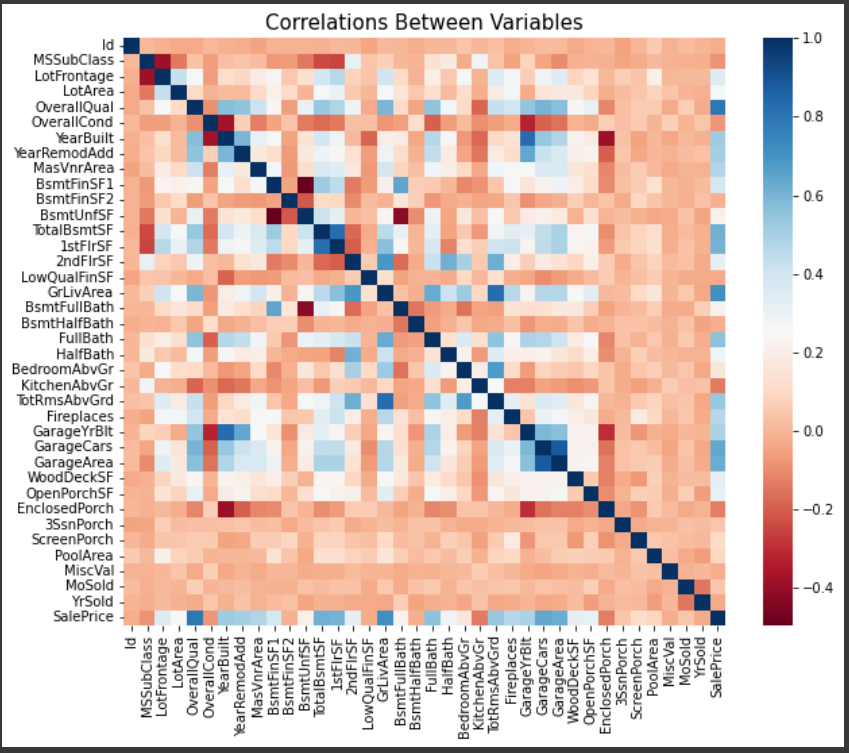 Correlations Between Variables
Id
MSSubClass
LotFrontage
LotArea
OverallQual
OverallCond
YearBuilt
YearRemodAdd
MasVnrArea
BsmtFinSF1
BsmtFinSF2
BsmtUnfSF
TotalBsmtSF
1stFlrSF
2ndFlrSF
LowQualFinSF
GrLivArea
BsmtFullBath
BsmtHalfBath
FullBath
HalfBath
BedroomAbvGr
KitchenAbvGr
TotRmsAbvGrd
Fireplaces
GarageYrBlt
GarageCars
GarageArea
WoodDeckSF
OpenPorchSF
EnclosedPorch
3SsnPorch
ScreenPorch
PoolArea
MiscVal
MoSold
YrSold
SalePrice
Id
MSSubClass
LotFrontage
LotArea
OverallQual
OverallCond
YearBuilt
YearRemodAdd
MasVnrArea
BsmtFinSF1
BsmtFinSF2
BsmtUnfSF
TotalBsmtSF
1stFlrSF
2ndFlrSF
LowQualFinSF
GrLivArea
BsmtFullBath
BsmtHalfBath
FullBath
HalfBath
BedroomAbvGr
KitchenAbvGr
TotRmsAbvGrd
Fireplaces
GarageYrBlt
GarageCars
GarageArea
WoodDeckSF
OpenPorchSF
EnclosedPorch
3SsnPorch
ScreenPorch
PoolArea
MiscVal
MoSold
YrSold
SalePrice
1.0
0.8
0.6
0.4
0.2
0.0
−0.2
−0.4